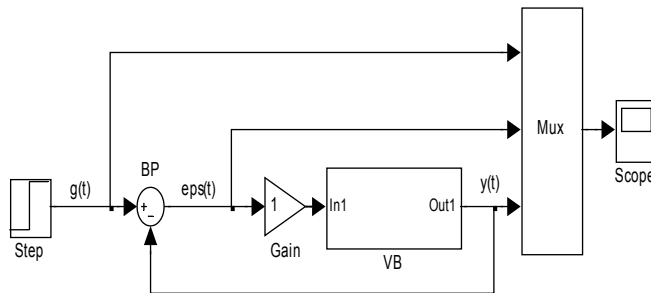 Mux
BP
g(t)
eps(t)
y(t)
Scope
+
−
1
In1
Out1
Step
Gain
VB